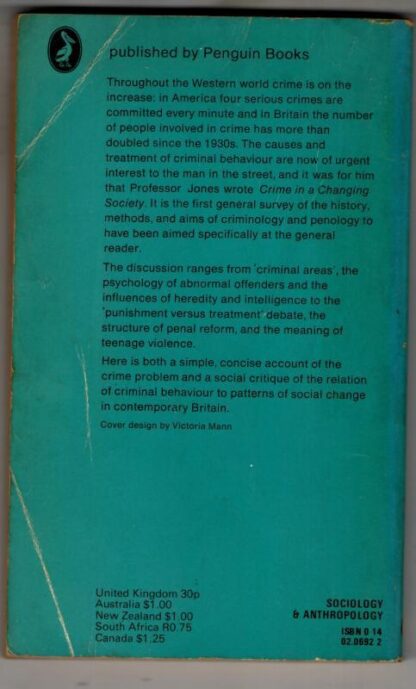 published by Penguin Books
Throughout the Western world crime is on the
increase: in America four serious crimes are
committed every minute and in Britain the number
of people involved in crime has more than
doubled since the 1930s. The causes and
treatment of criminal behaviour are now of urgent
interest to the man in the street, and it was for him
that Professor Jones wrote Crime in a Changing
Society. It is the first general survey of the history,
methods, and aims of criminology and penology to
have been aimed specifically at the general
reader.
The discussion ranges from 'criminal areas', the
psychology of abnormal offenders and the
influences of heredity and intelligence to the
'punishment versus treatment' debate, the
structure of penal reform, and the meaning of
teenage violence.
Here is both a simple, concise account of the
crime problem and a social critique of the relation
of criminal behaviour to patterns of social change
in contemporary Britain.
Cover design by Victoria Mann
United Kingdom 30p
Australia $1.00
New Zealand $1.00
South Africa R0.75
Canada $1.25
SOCIOLOGY
& ANTHROPOLOGY
ISBN 0 14
02.0692 2